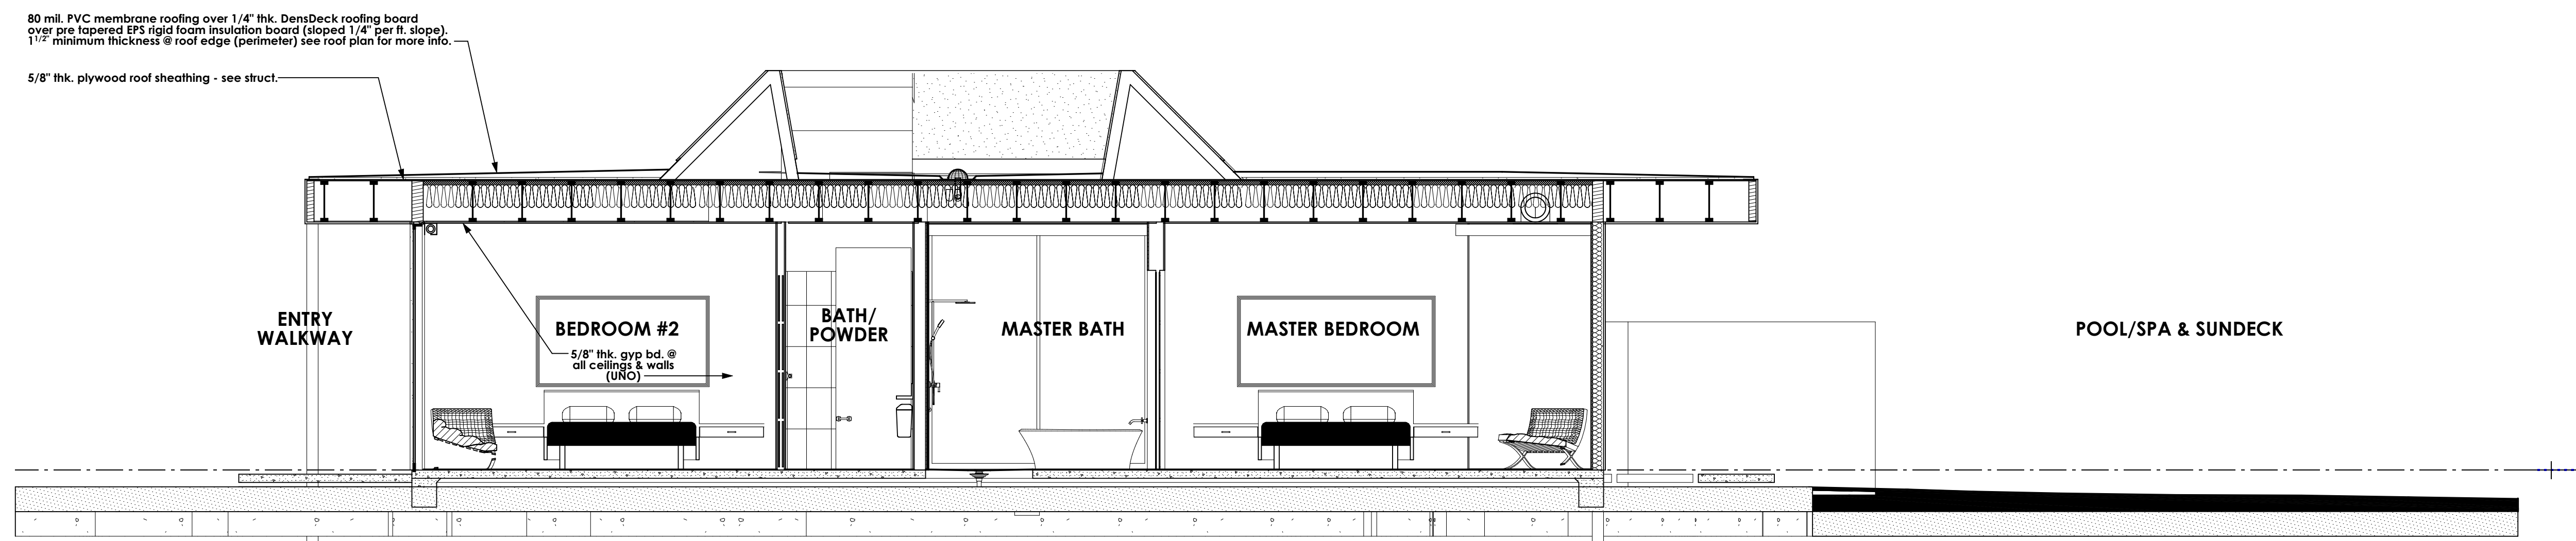 80 mil. PVC membrane roofing over 1/4" thk. DensDeck roofing board
over pre tapered EPS rigid foam insulation board (sloped 1/4" per ft. slope).
1 1/2" minimum thickness @ roof edge (perimeter) see roof plan for more info.
5/8" thk. plywood roof sheathing - see struct.
ENTRY
WALKWAY
BEDROOM #2
5/8" thk. gyp bd. @
all ceilings & walls
(UNO)
BATH/
POWDER
MASTER BATH
MASTER BEDROOM
POOL/SPA & SUNDECK